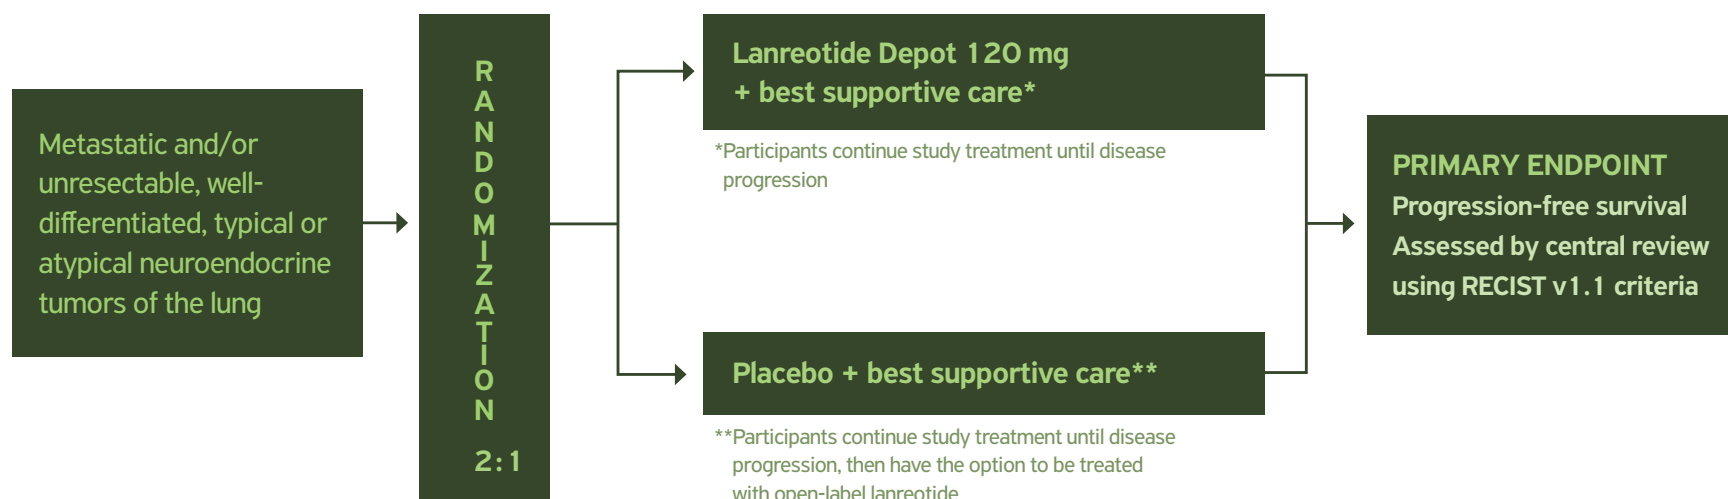 Metastatic and/or
unresectable, well-
differentiated, typical or
atypical neuroendocrine
tumors of the lung
RANDOMIZATION
2:1
Lanreotide Depot 120 mg
+ best supportive care*
*Participants continue study treatment until disease
progression
Placebo + best supportive care**
**Participants continue study treatment until disease
progression, then have the option to be treated
with open-label lanreotide
PRIMARY ENDPOINT
Progression-free survival
Assessed by central review
using RECIST v1.1 criteria